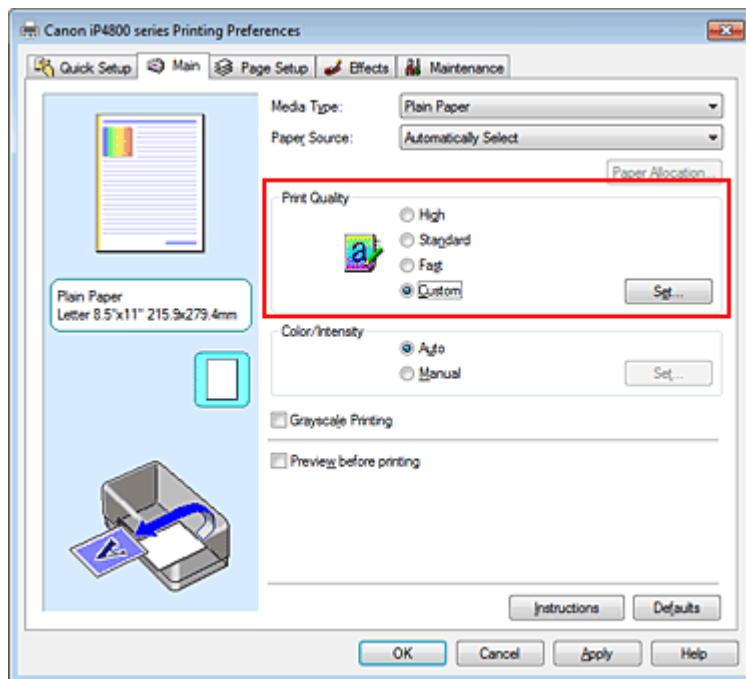 Canon iP4800 series Printing Preferences
Quick Setup Main Page Setup Effects Maintenance
Media Type: Plain Paper
Paper Source: Automatically Select
Paper Allocation...
Print Quality
High
Standard
Fast
Custom Set...
Plain Paper
Letter 8.5"x11" 215.9x279.4mm
Color/Intensity
Auto
Manual Set...
Grayscale Printing
Preview before printing
Instructions Defaults
OK Cancel Apply Help